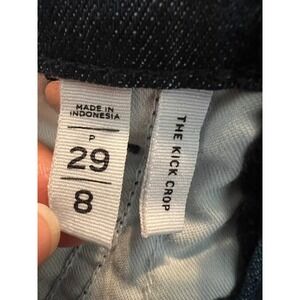 MADE IN
INDONESIA
P
29
8
THE KICK CROP